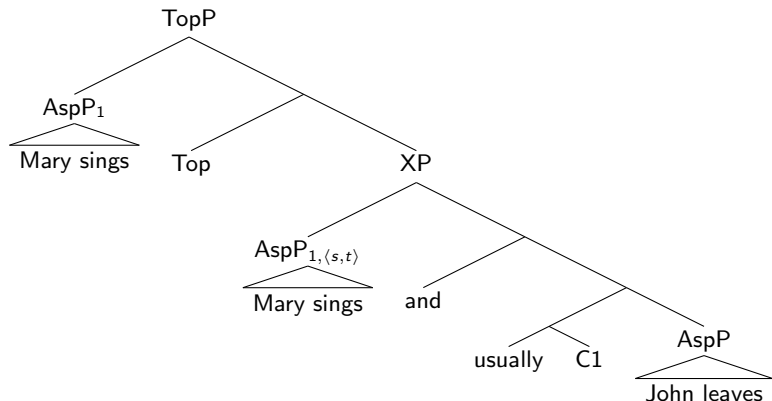 TopP
AspP₁
Mary sings
Top
XP
AspP₁,⟨s,t⟩
Mary sings
and
usually
C1
AspP
John leaves